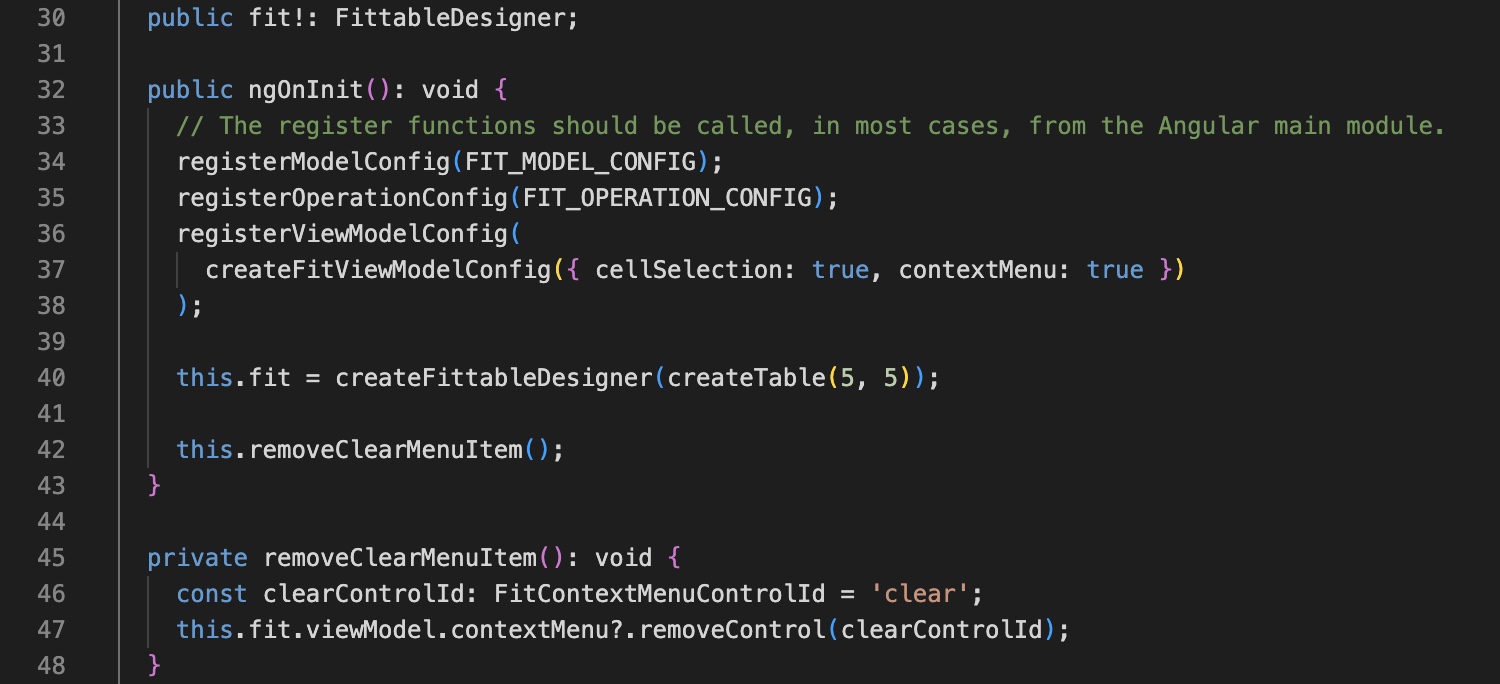 30 public fit!: FittableDesigner;
31
32 public ngOnInit(): void {
33 // The register functions should be called, in most cases, from the Angular main module.
34 registerModelConfig(FIT_MODEL_CONFIG);
35 registerOperationConfig(FIT_OPERATION_CONFIG);
36 registerViewModelConfig(
37 createFitViewModelConfig({ cellSelection: true, contextMenu: true })
38 );
39
40 this.fit = createFittableDesigner(createTable(5, 5));
41
42 this.removeClearMenuItem();
43 }
44
45 private removeClearMenuItem(): void {
46 const clearControlId: FitContextMenuControlId = 'clear';
47 this.fit.viewModel.contextMenu?.removeControl(clearControlId);
48 }